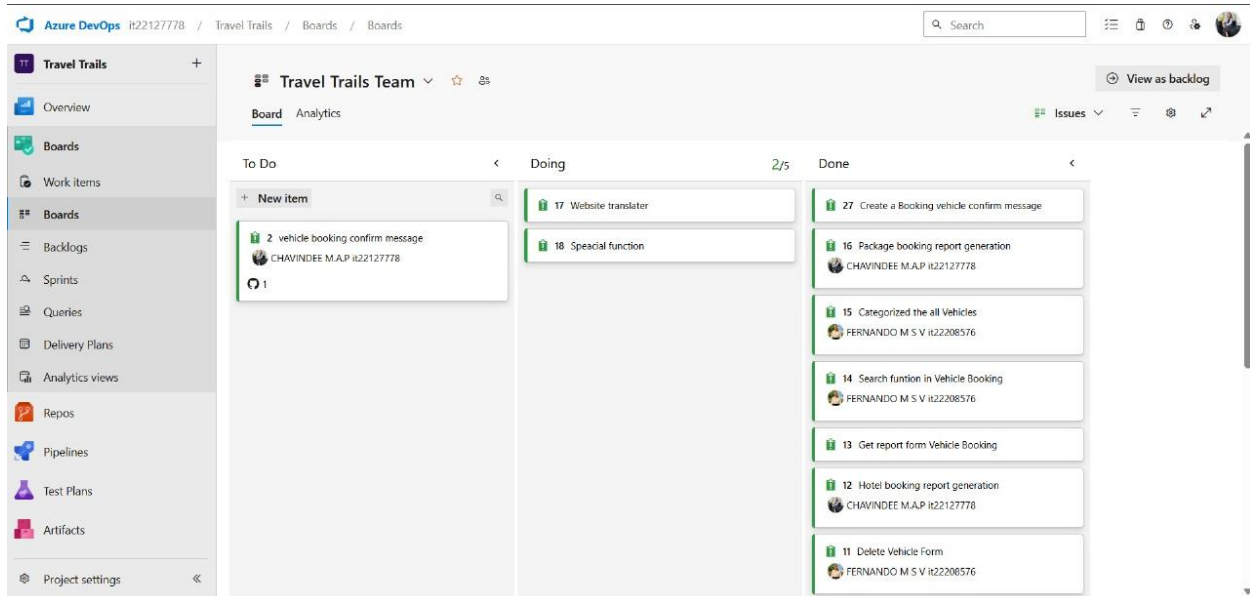 Azure DevOps it22127778 / Travel Trails / Boards / Boards
Search
TT Travel Trails +
Overview
Boards
Work items
Boards
Backlogs
Sprints
Queries
Delivery Plans
Analytics views
Repos
Pipelines
Test Plans
Artifacts
Project settings
Travel Trails Team
View as backlog
Board Analytics
Issues
To Do
+ New item
2 vehicle booking confirm message
CHAVINDEE M.A.P it22127778
1
Doing 2/5
17 Website translater
18 Speacial function
Done
27 Create a Booking vehicle confirm message
16 Package booking report generation
CHAVINDEE M.A.P it22127778
15 Categorized the all Vehicles
FERNANDO M S V it22208576
14 Search funtion in Vehicle Booking
FERNANDO M S V it22208576
13 Get report form Vehicle Booking
12 Hotel booking report generation
CHAVINDEE M.A.P it22127778
11 Delete Vehicle Form
FERNANDO M S V it22208576